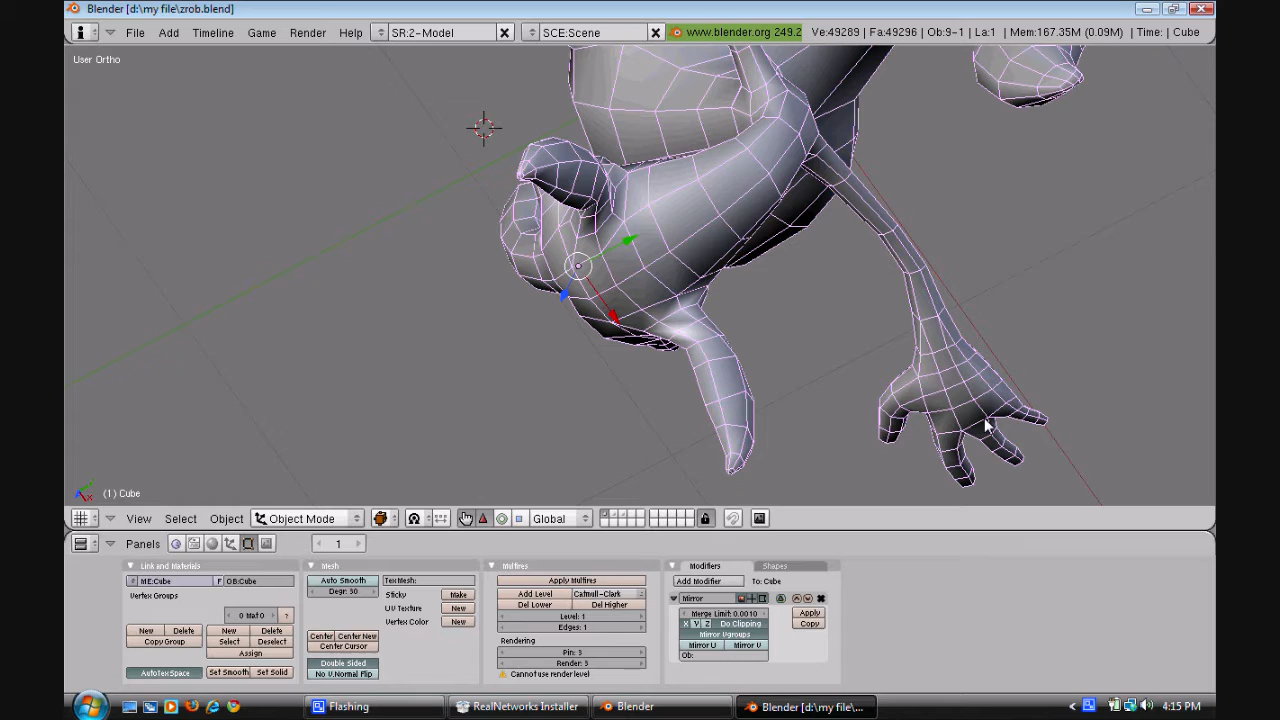 Blender [d:\my file\zrob.blend]
File Add Timeline Game Render Help SR:2-Model SCE:Scene www.blender.org 249.2 Ve:49289 | Fa:49296 | Ob:9-1 | La:1 | Mem:167.35M (0.09M) | Time: | Cube
User Ortho
(1) Cube
View Select Object Object Mode Global
Panels 1
Link and Materials Mesh Multires Modifiers Shapes
ME:Cube F OB:Cube Auto Smooth TexMesh: Apply Multires Add Modifier To: Cube
Vertex Groups Degr: 30 Sticky Make Add Level Catmull-Clark Mirror
UV Texture New Del Lower Del Higher Merge Limit: 0.0010 Apply
0 Mat 0 ? Vertex Color New Level: 1 X Y Z Do Clipping Copy
New Delete New Delete Center Center New Edges: 1 Mirror Vgroups
Copy Group Select Deselect Center Cursor Rendering Mirror U Mirror V
Assign Pin: 3 Ob:
Double Sided Render: 3
AutoTexSpace Set Smooth Set Solid No V.Normal Flip Cannot use render level
Flashing RealNetworks Installer Blender Blender [d:\my file\... 4:15 PM